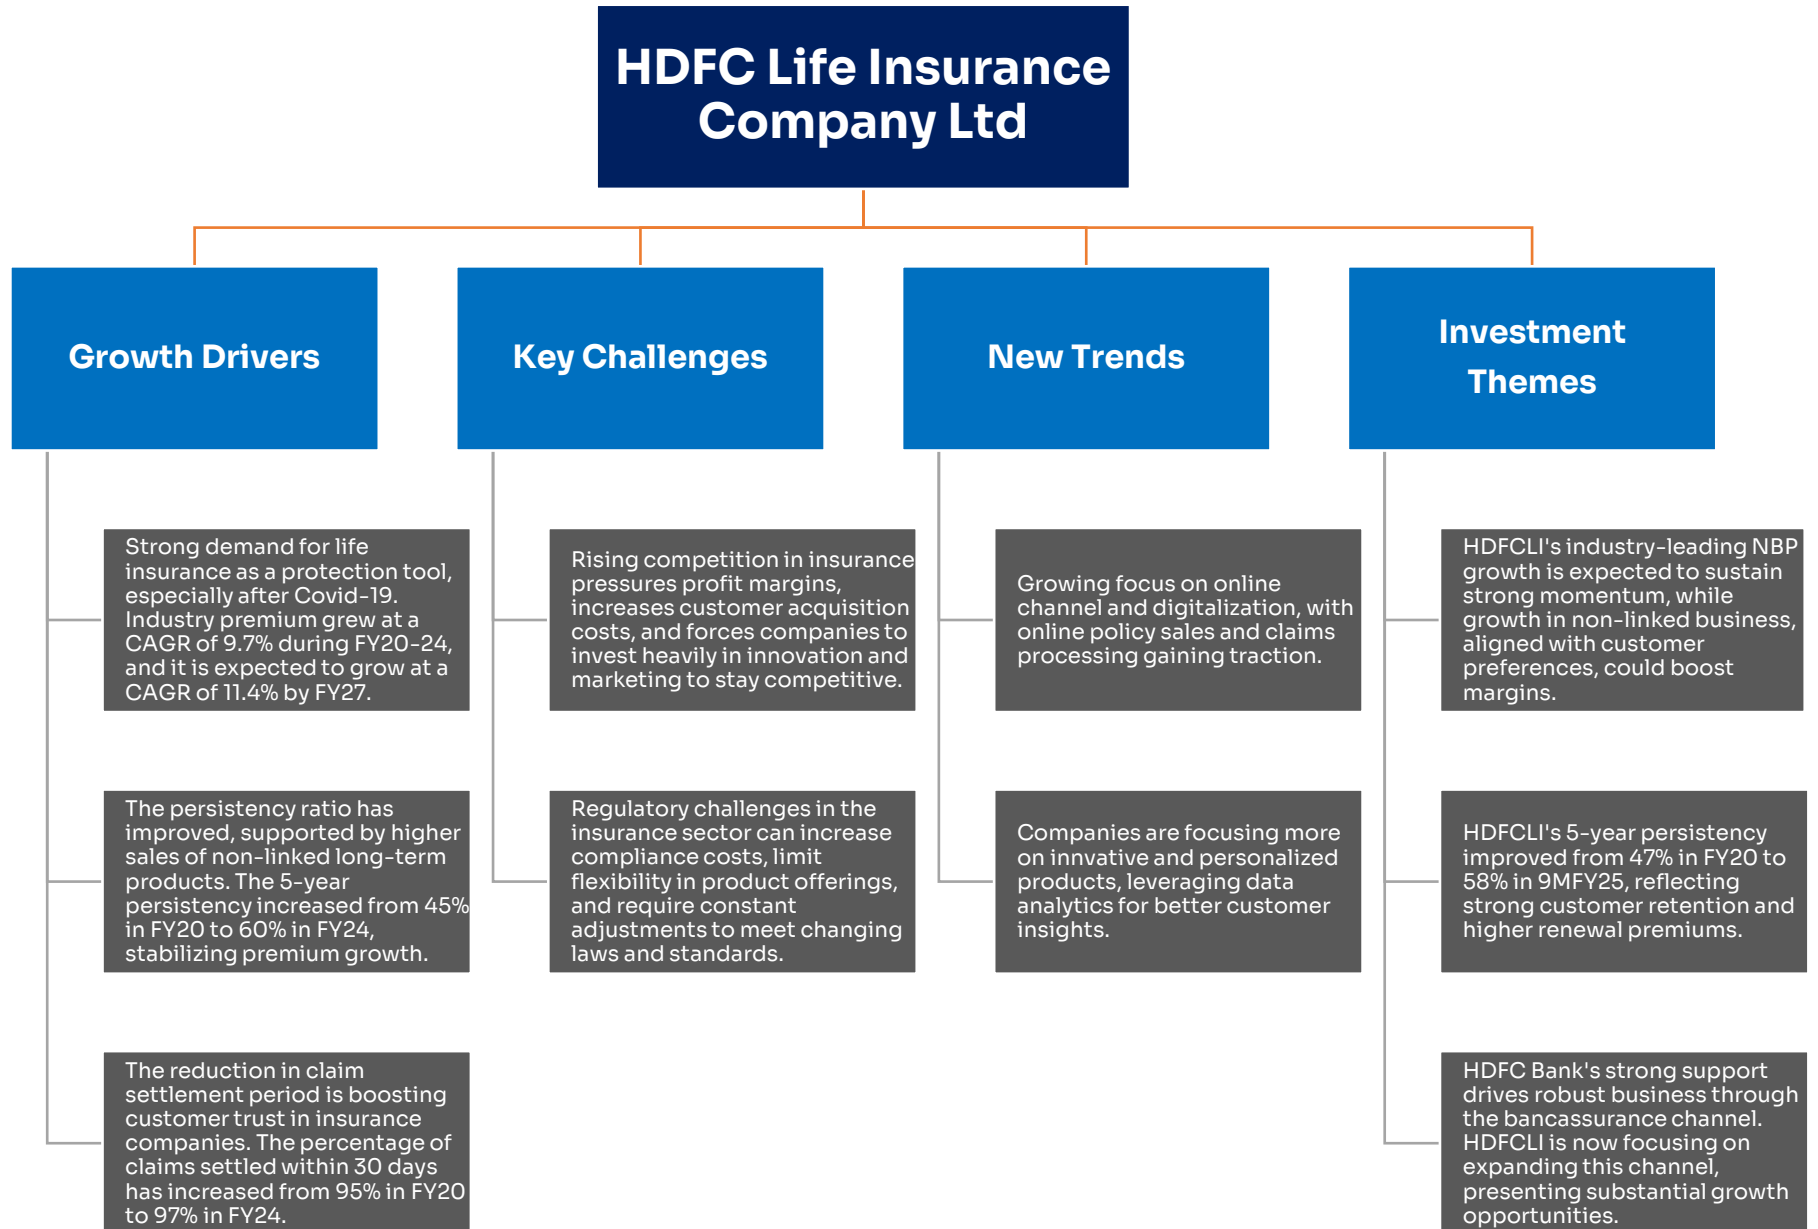 HDFC Life Insurance
Company Ltd
Growth Drivers
Strong demand for life
insurance as a protection tool,
especially after Covid-19.
Industry premium grew at a
CAGR of 9.7% during FY20-24,
and it is expected to grow at a
CAGR of 11.4% by FY27.
The persistency ratio has
improved, supported by higher
sales of non-linked long-term
products. The 5-year
persistency increased from 45%
in FY20 to 60% in FY24,
stabilizing premium growth.
The reduction in claim
settlement period is boosting
customer trust in insurance
companies. The percentage of
claims settled within 30 days
has increased from 95% in FY20
to 97% in FY24.
Key Challenges
Rising competition in insurance
pressures profit margins,
increases customer acquisition
costs, and forces companies to
invest heavily in innovation and
marketing to stay competitive.
Regulatory challenges in the
insurance sector can increase
compliance costs, limit
flexibility in product offerings,
and require constant
adjustments to meet changing
laws and standards.
New Trends
Growing focus on online
channel and digitalization, with
online policy sales and claims
processing gaining traction.
Companies are focusing more
on innvative and personalized
products, leveraging data
analytics for better customer
insights.
Investment
Themes
HDFCLI's industry-leading NBP
growth is expected to sustain
strong momentum, while
growth in non-linked business,
aligned with customer
preferences, could boost
margins.
HDFCLI's 5-year persistency
improved from 47% in FY20 to
58% in 9MFY25, reflecting
strong customer retention and
higher renewal premiums.
HDFC Bank's strong support
drives robust business through
the bancassurance channel.
HDFCLI is now focusing on
expanding this channel,
presenting substantial growth
opportunities.